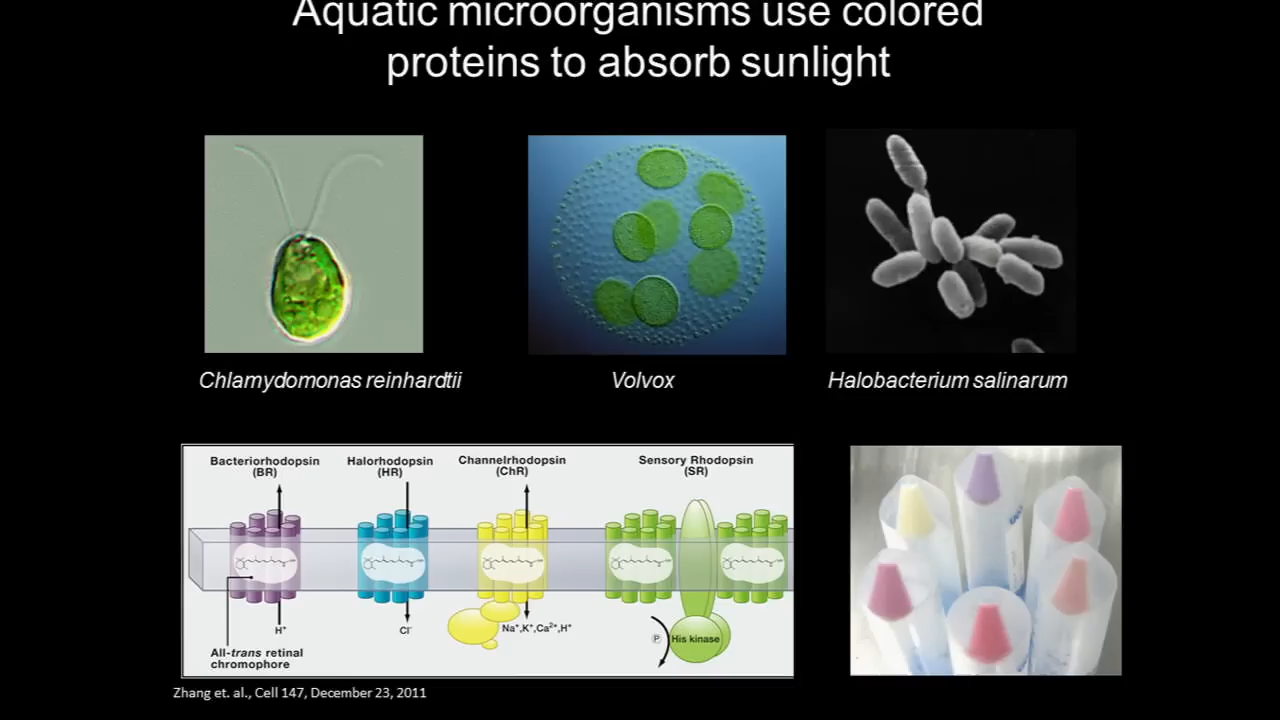 Aquatic microorganisms use colored
proteins to absorb sunlight
Chlamydomonas reinhardtii
Volvox
Halobacterium salinarum
Bacteriorhodopsin
(BR)
Halorhodopsin
(HR)
Channelrhodopsin
(ChR)
Sensory Rhodopsin
(SR)
H⁺
Cl⁻
Na⁺,K⁺,Ca²⁺,H⁺
P
His kinase
All-trans retinal
chromophore
Zhang et. al., Cell 147, December 23, 2011